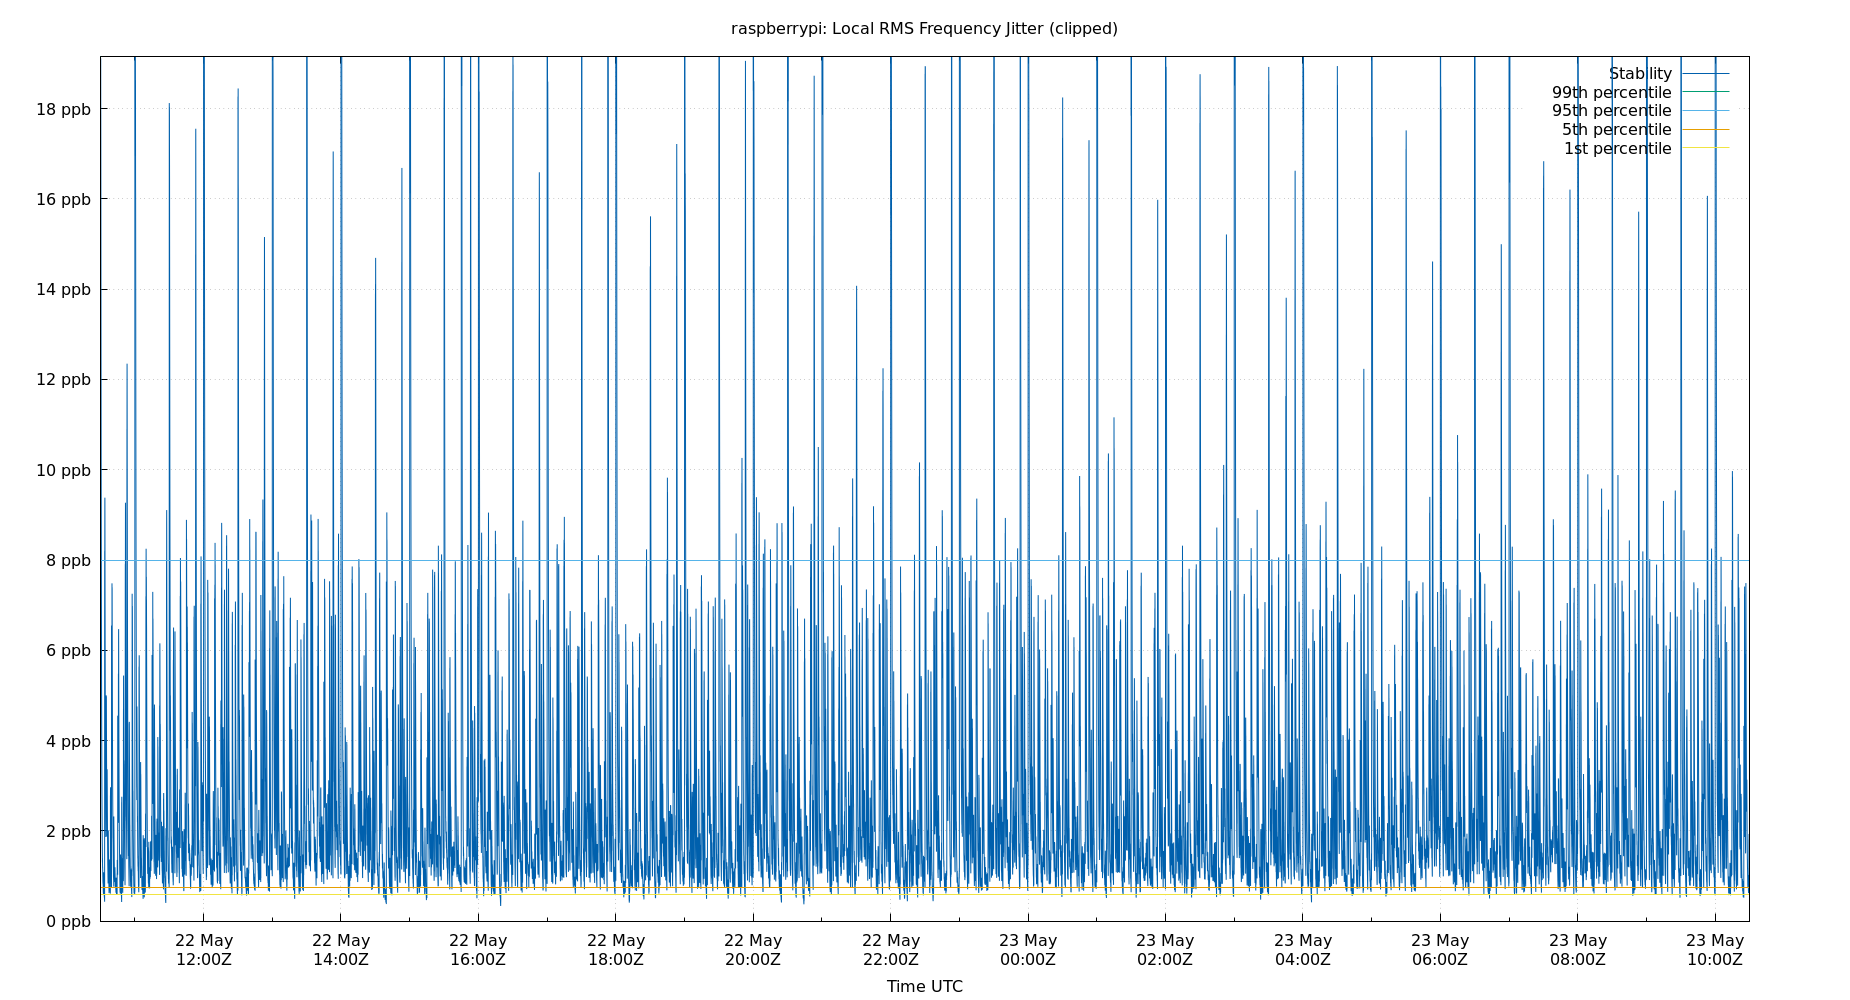 raspberrypi: Local RMS Frequency Jitter (clipped)
Stability
99th percentile
95th percentile
5th percentile
1st percentile
18 ppb
16 ppb
14 ppb
12 ppb
10 ppb
8 ppb
6 ppb
4 ppb
2 ppb
0 ppb
22 May 22 May 22 May 22 May 22 May 22 May 23 May 23 May 23 May 23 May 23 May 23 May
12:00Z 14:00Z 16:00Z 18:00Z 20:00Z 22:00Z 00:00Z 02:00Z 04:00Z 06:00Z 08:00Z 10:00Z
Time UTC